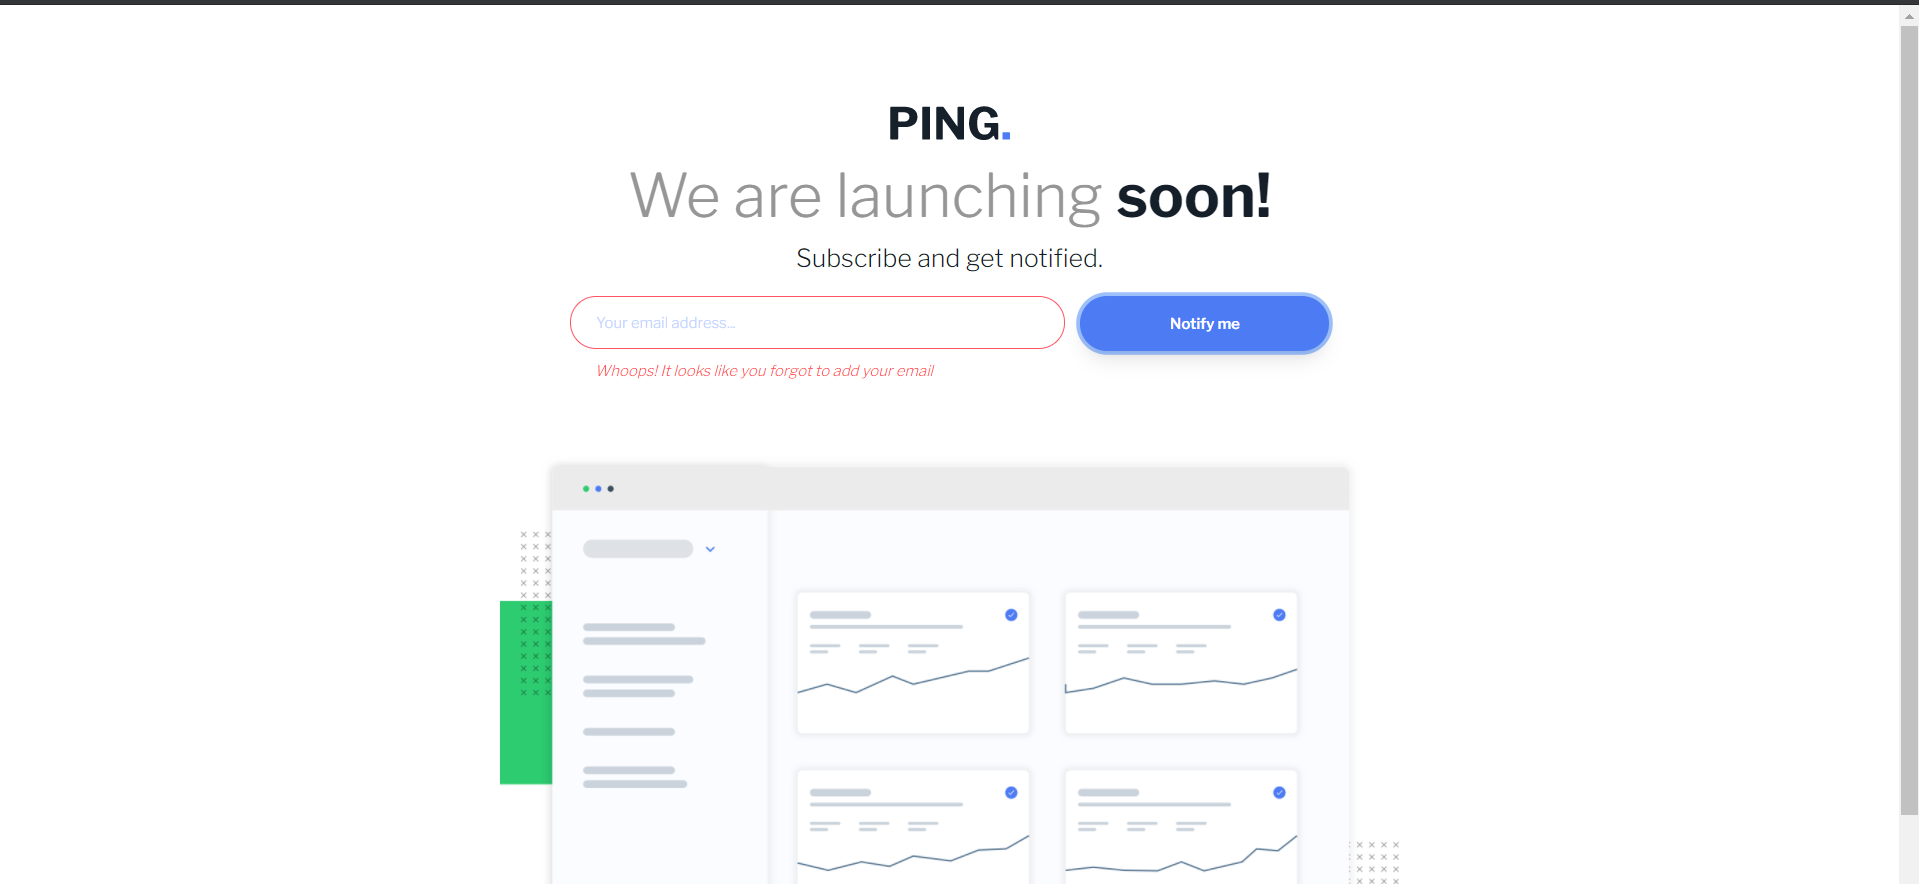 PING.
We are launching soon!
Subscribe and get notified.
Your email address...
Notify me
Whoops! It looks like you forgot to add your email